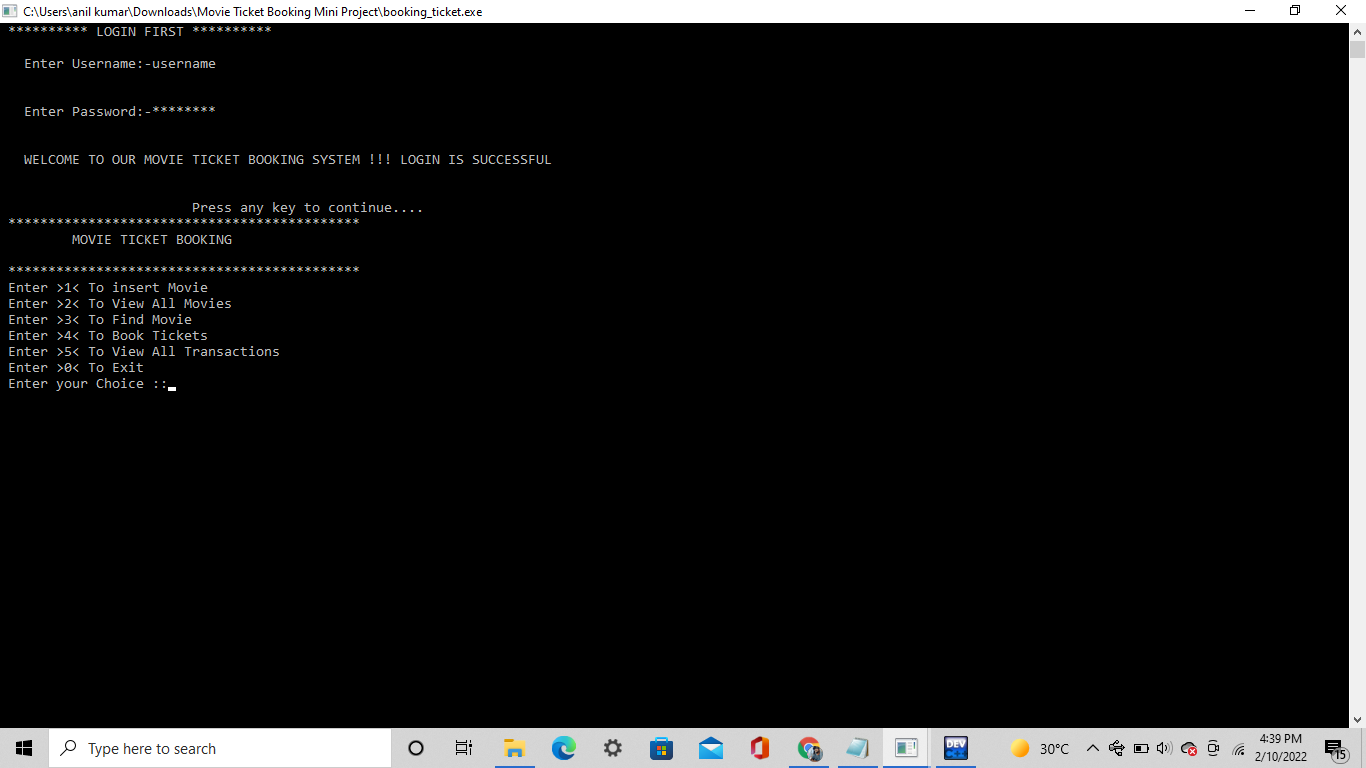 C:\Users\anil kumar\Downloads\Movie Ticket Booking Mini Project\booking_ticket.exe
********** LOGIN FIRST **********
Enter Username:-username
Enter Password:-********
WELCOME TO OUR MOVIE TICKET BOOKING SYSTEM !!! LOGIN IS SUCCESSFUL
Press any key to continue....
********************************************
MOVIE TICKET BOOKING
********************************************
Enter >1< To insert Movie
Enter >2< To View All Movies
Enter >3< To Find Movie
Enter >4< To Book Tickets
Enter >5< To View All Transactions
Enter >0< To Exit
Enter your Choice ::
Type here to search
DEV
30°C
4:39 PM
2/10/2022
15